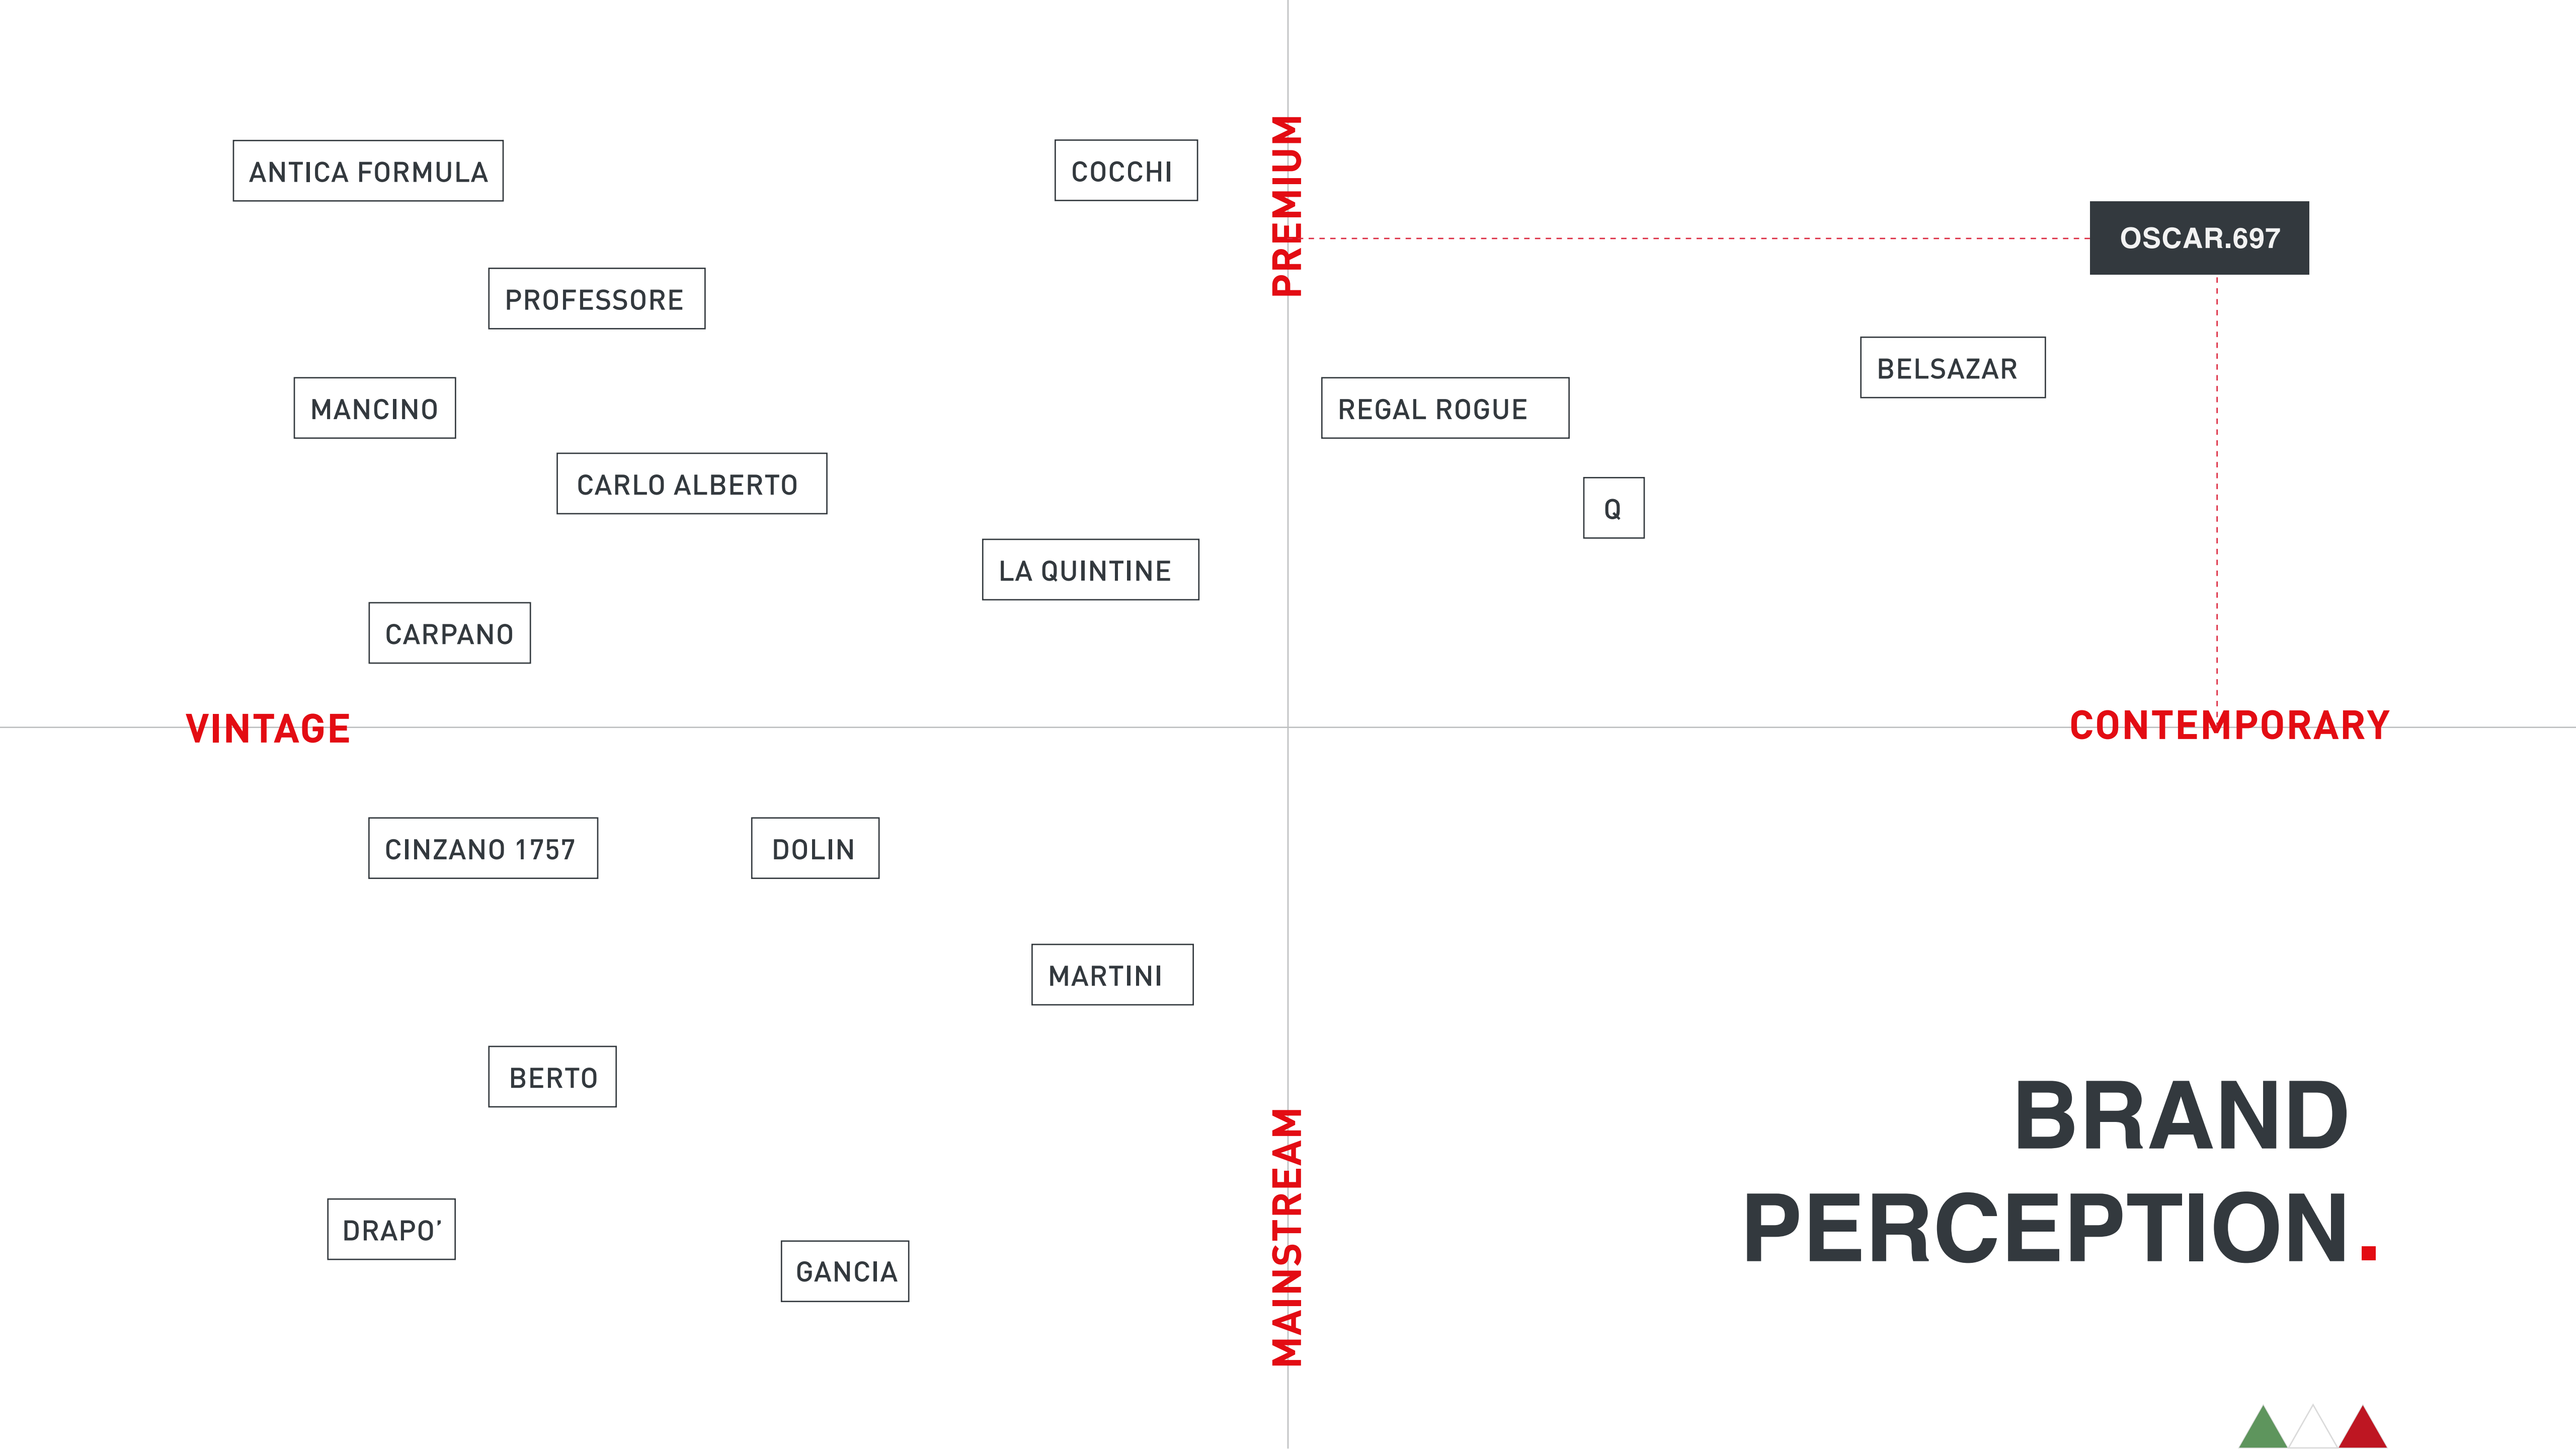 ANTICA FORMULA
COCCHI
PREMIUM
OSCAR.697
PROFESSORE
BELSAZAR
MANCINO
REGAL ROGUE
CARLO ALBERTO
Q
LA QUINTINE
CARPANO
VINTAGE
CONTEMPORARY
CINZANO 1757
DOLIN
MARTINI
BERTO
DRAPO’
GANCIA
MAINSTREAM
BRAND
PERCEPTION.